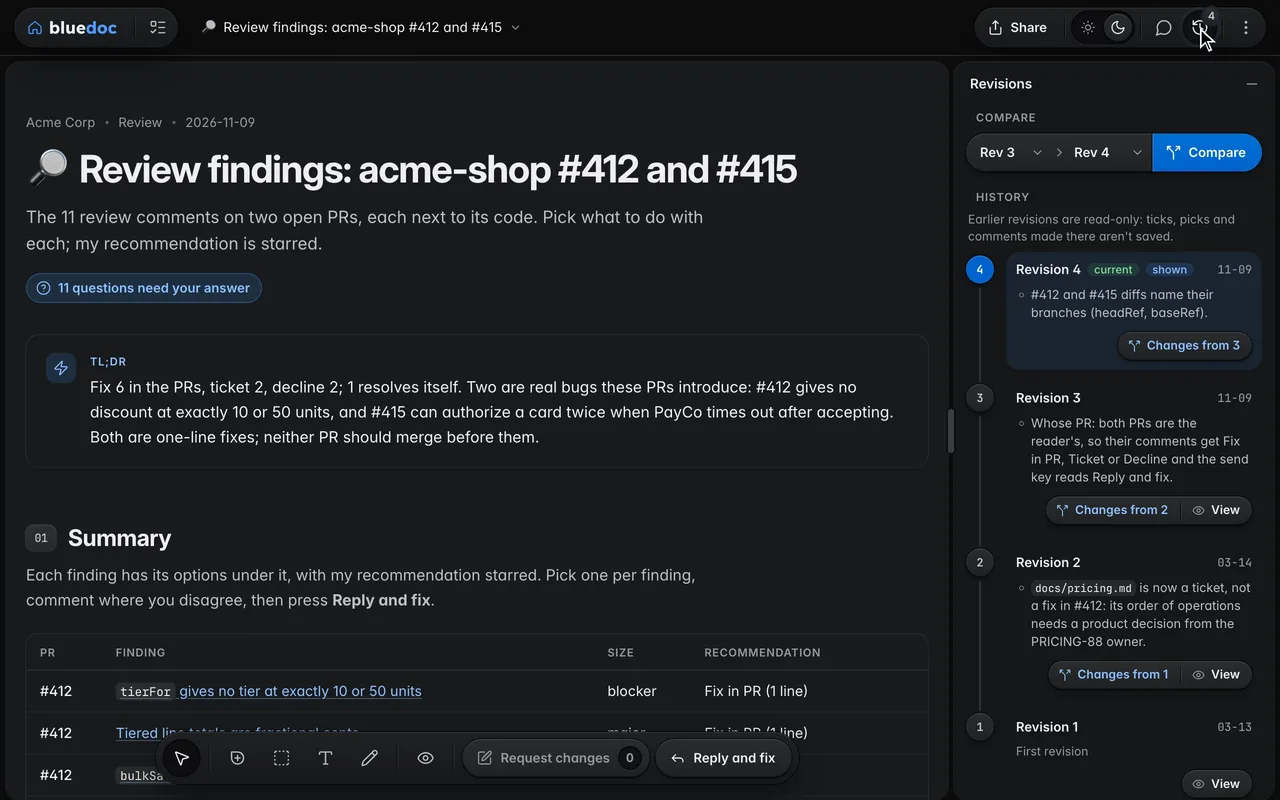 bluedoc
Review findings: acme-shop #412 and #415
Share
4
Acme Corp • Review • 2026-11-09
Review findings: acme-shop #412 and #415
The 11 review comments on two open PRs, each next to its code. Pick what to do with
each; my recommendation is starred.
11 questions need your answer
TL;DR
Fix 6 in the PRs, ticket 2, decline 2; 1 resolves itself. Two are real bugs these PRs introduce: #412 gives no
discount at exactly 10 or 50 units, and #415 can authorize a card twice when PayCo times out after accepting.
Both are one-line fixes; neither PR should merge before them.
01 Summary
Each finding has its options under it, with my recommendation starred. Pick one per finding,
comment where you disagree, then press Reply and fix.
PR FINDING SIZE RECOMMENDATION
#412 tierFor gives no tier at exactly 10 or 50 units blocker Fix in PR (1 line)
#412 Tiered line totals are fractional cents major Fix in PR (1 line)
#412
Request changes 0
Reply and fix
Revisions
COMPARE
Rev 3 Rev 4 Compare
HISTORY
Earlier revisions are read-only: ticks, picks and
comments made there aren't saved.
4 Revision 4 current shown 11-09
#412 and #415 diffs name their
branches (headRef, baseRef).
Changes from 3
3 Revision 3 11-09
Whose PR: both PRs are the
reader's, so their comments get Fix
in PR, Ticket or Decline and the send
key reads Reply and fix.
Changes from 2 View
2 Revision 2 03-14
docs/pricing.md is now a ticket, not
a fix in #412: its order of operations
needs a product decision from the
PRICING-88 owner.
Changes from 1 View
1 Revision 1 03-13
First revision
View